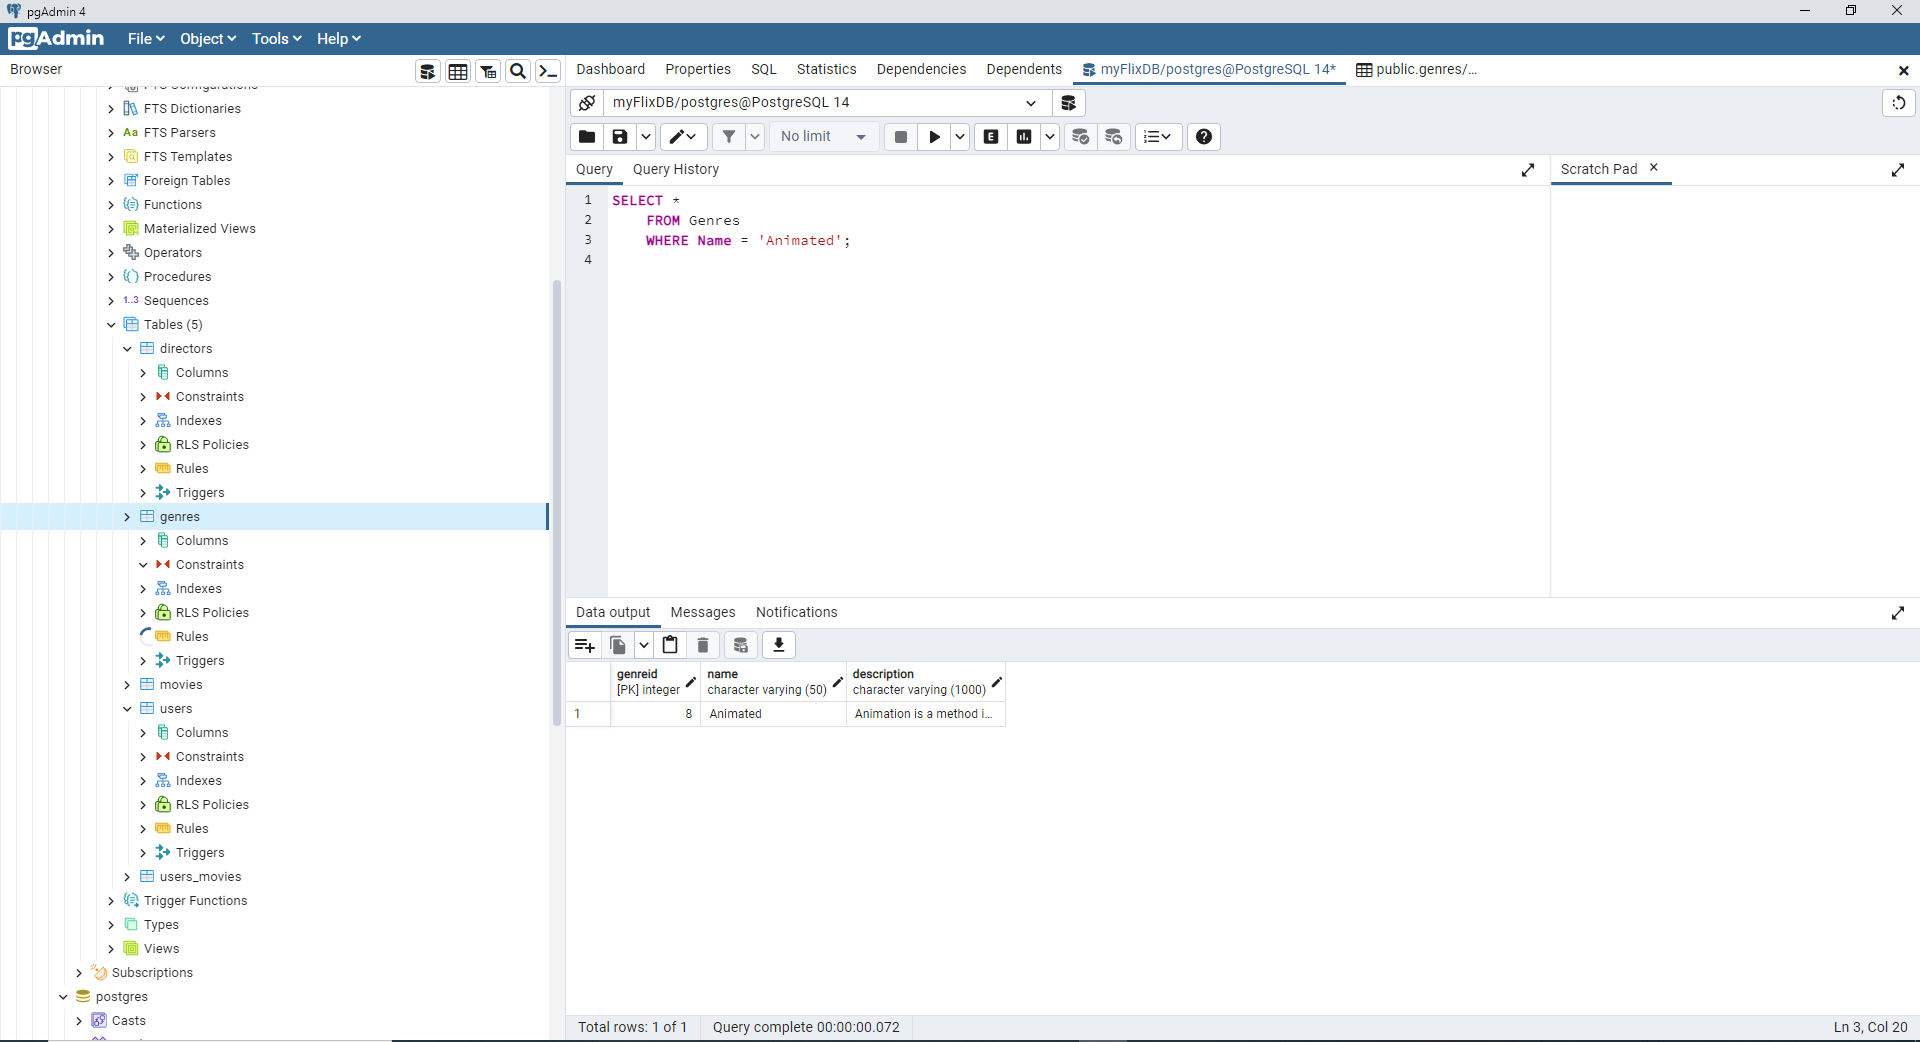 pgAdmin 4
pgAdmin File Object Tools Help
Browser
Dashboard Properties SQL Statistics Dependencies Dependents myFlixDB/postgres@PostgreSQL 14* public.genres/...
FTS Configurations
FTS Dictionaries
Aa FTS Parsers
FTS Templates
Foreign Tables
Functions
Materialized Views
Operators
Procedures
1..3 Sequences
Tables (5)
directors
Columns
Constraints
Indexes
RLS Policies
Rules
Triggers
genres
Columns
Constraints
Indexes
RLS Policies
Rules
Triggers
movies
users
Columns
Constraints
Indexes
RLS Policies
Rules
Triggers
users_movies
Trigger Functions
Types
Views
Subscriptions
postgres
Casts
myFlixDB/postgres@PostgreSQL 14
No limit
E
Query Query History
Scratch Pad
1 SELECT *
2 FROM Genres
3 WHERE Name = 'Animated';
4
Data output Messages Notifications
genreid name description
[PK] integer character varying (50) character varying (1000)
1 8 Animated Animation is a method i...
Total rows: 1 of 1 Query complete 00:00:00.072
Ln 3, Col 20